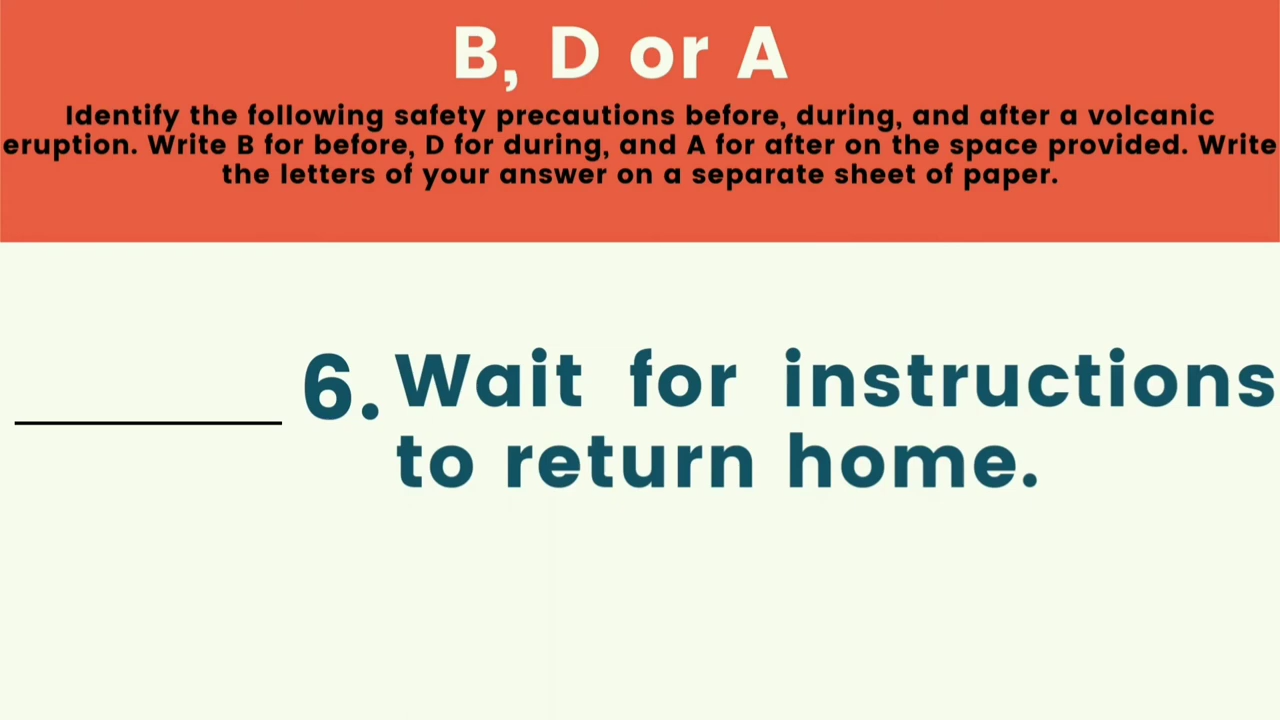 B, D or A
Identify the following safety precautions before, during, and after a volcanic
eruption. Write B for before, D for during, and A for after on the space provided. Write
the letters of your answer on a separate sheet of paper.
6. Wait for instructions
to return home.